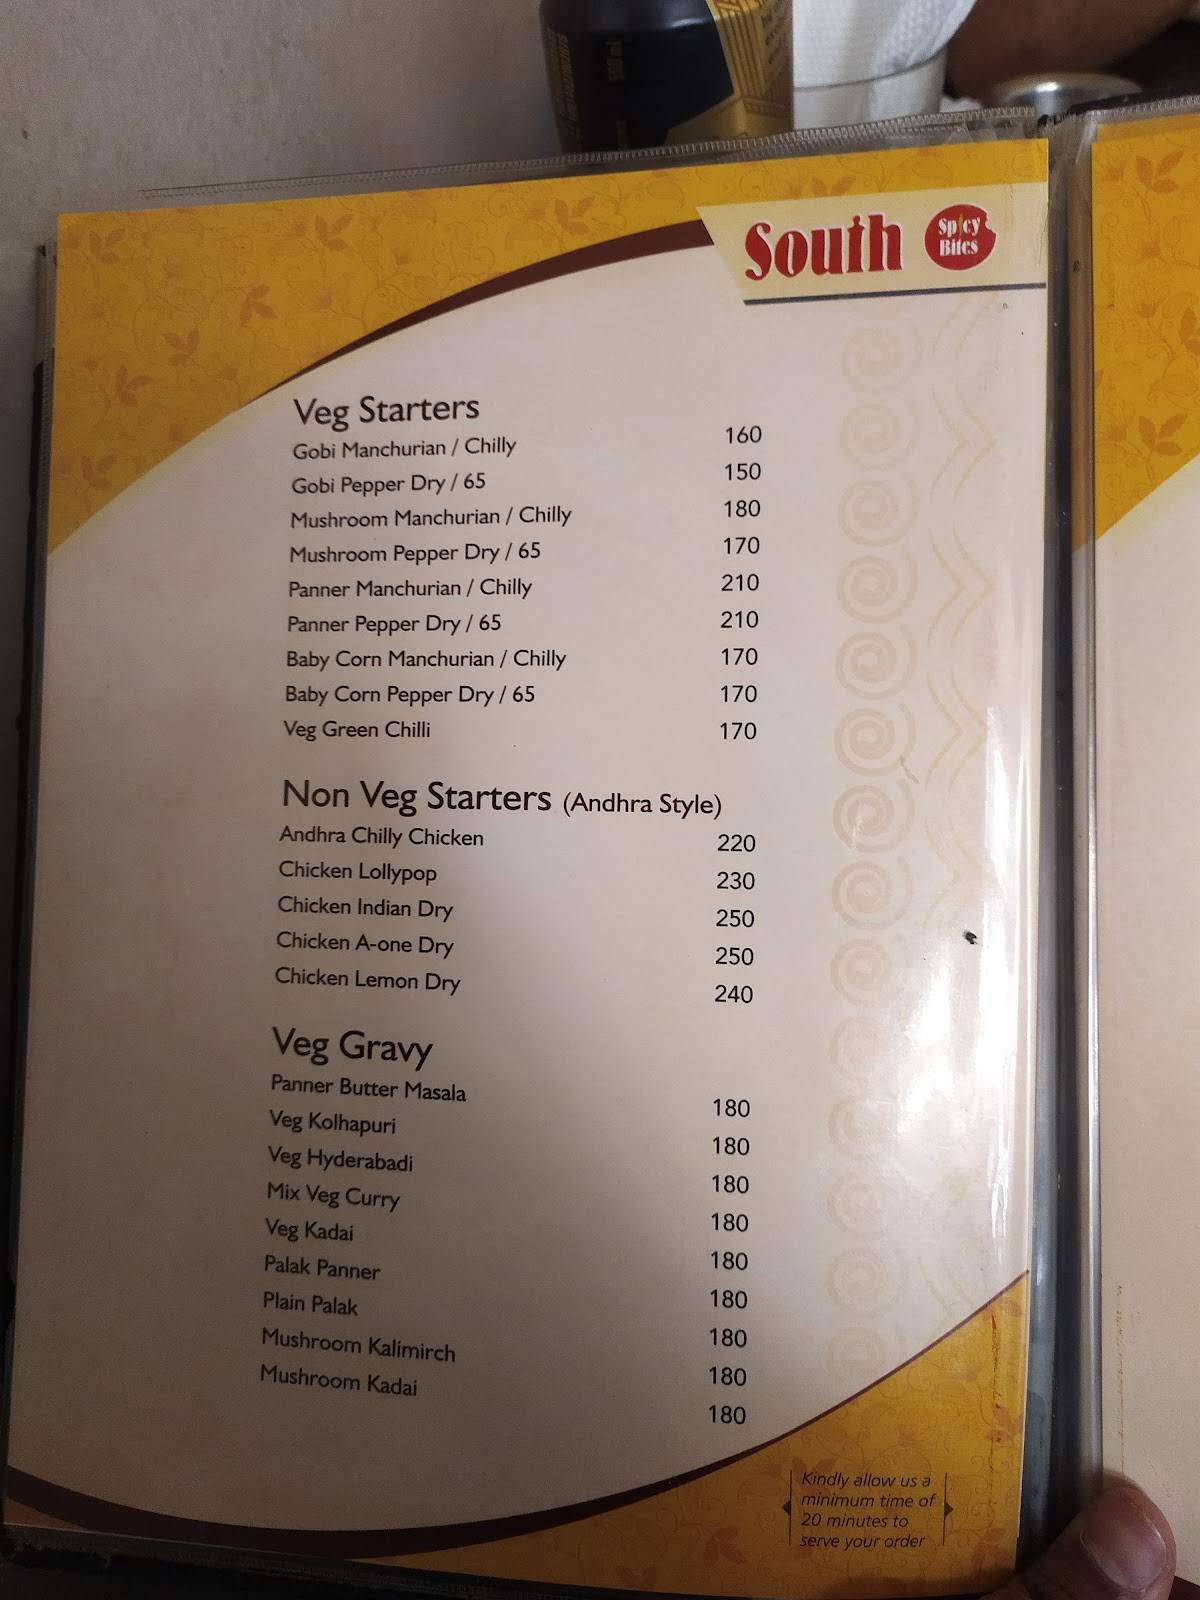 500 ml
South
Spicy
Bites
Veg Starters
Gobi Manchurian / Chilly 160
Gobi Pepper Dry / 65 150
Mushroom Manchurian / Chilly 180
Mushroom Pepper Dry / 65 170
Panner Manchurian / Chilly 210
Panner Pepper Dry / 65 210
Baby Corn Manchurian / Chilly 170
Baby Corn Pepper Dry / 65 170
Veg Green Chilli 170
Non Veg Starters (Andhra Style)
Andhra Chilly Chicken 220
Chicken Lollypop 230
Chicken Indian Dry 250
Chicken A-one Dry 250
Chicken Lemon Dry 240
Veg Gravy
Panner Butter Masala 180
Veg Kolhapuri 180
Veg Hyderabadi 180
Mix Veg Curry 180
Veg Kadai 180
Palak Panner 180
Plain Palak 180
Mushroom Kalimirch 180
Mushroom Kadai 180
Kindly allow us a
minimum time of
20 minutes to
serve your order